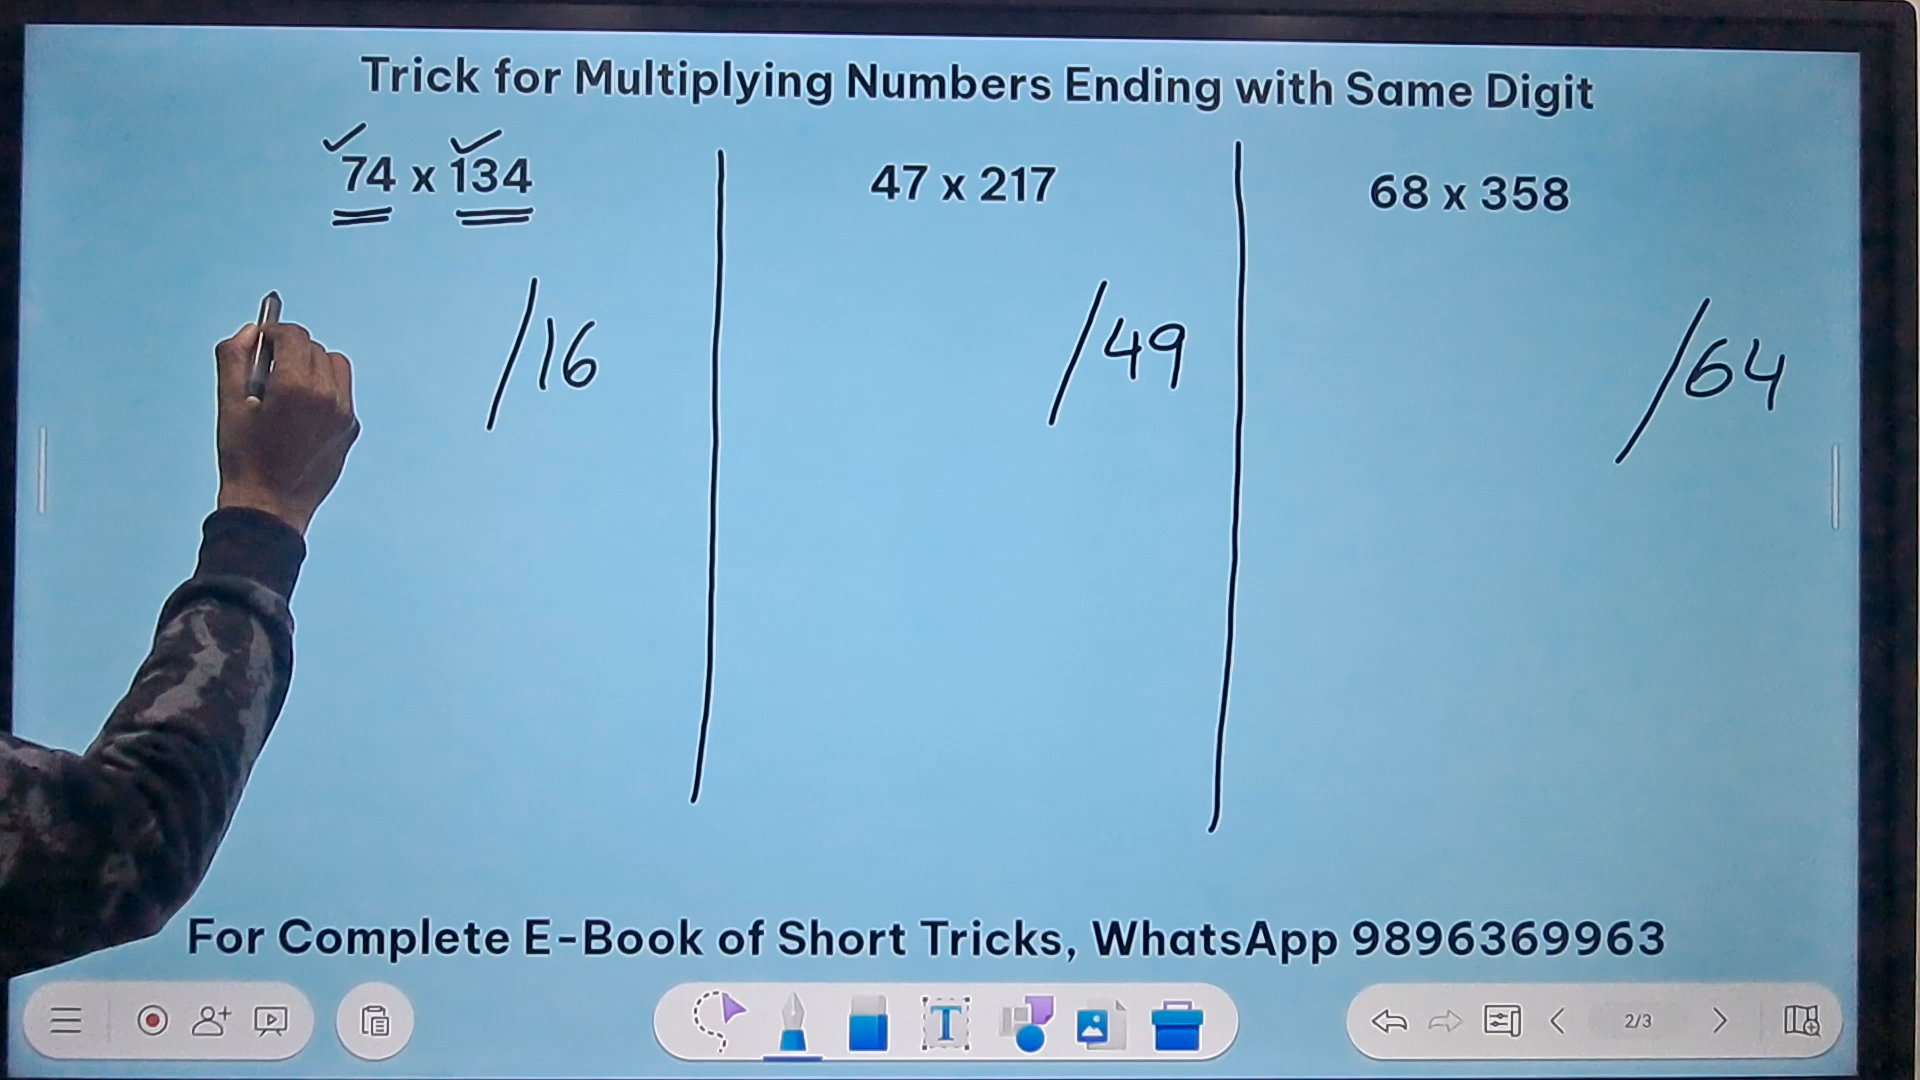 Trick for Multiplying Numbers Ending with Same Digit
74 x 134
47 x 217
68 x 358
/16
/49
/64
For Complete E-Book of Short Tricks, WhatsApp 9896369963
T
2/3